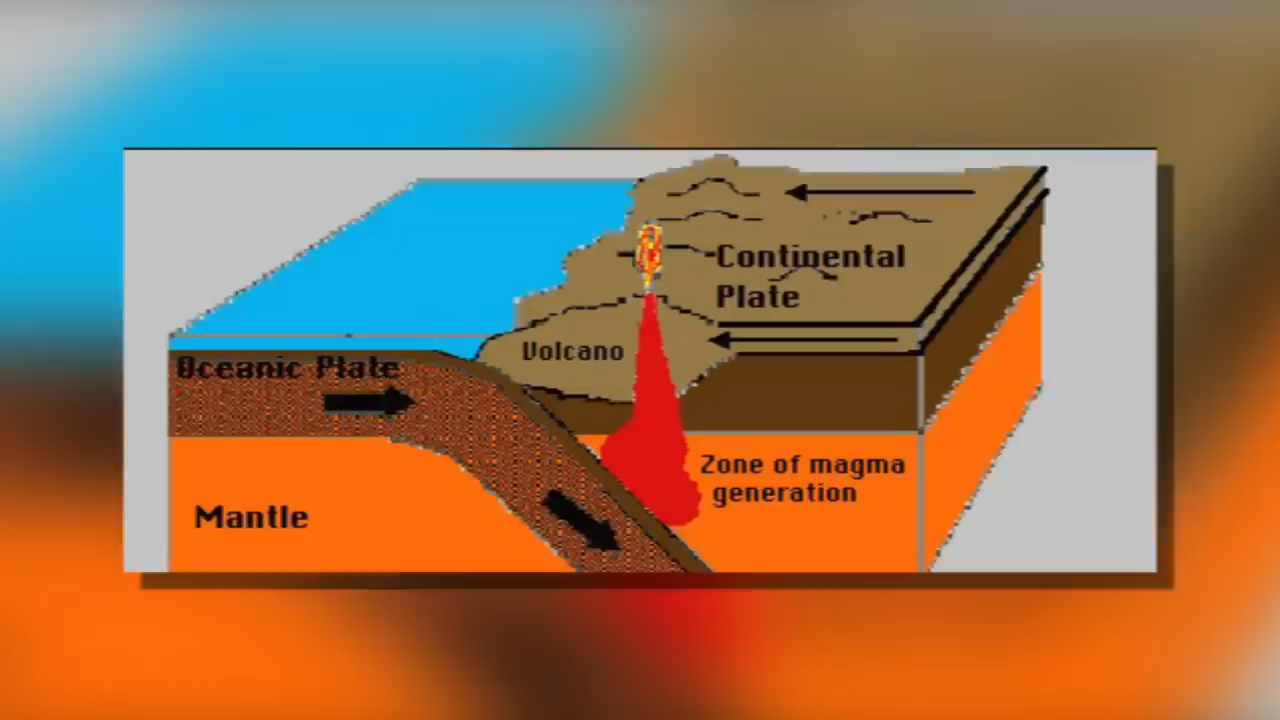 Continental
Plate
Volcano
Oceanic Plate
Zone of magma
generation
Mantle